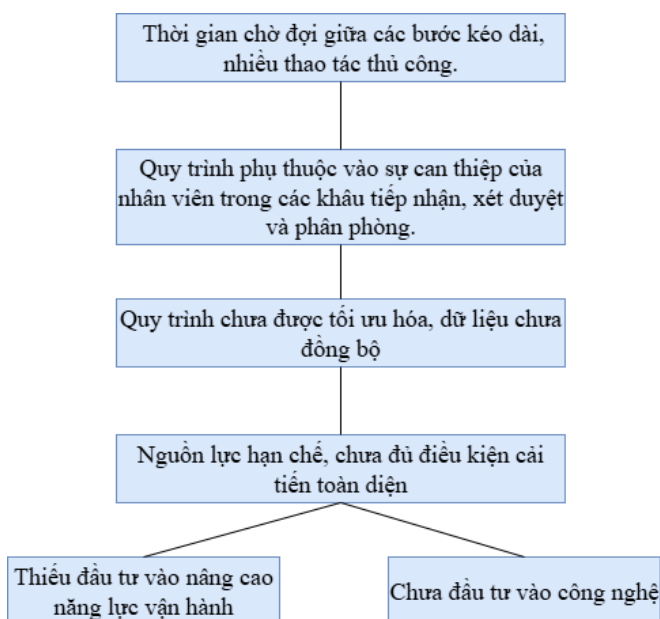 Thời gian chờ đợi giữa các bước kéo dài,
nhiều thao tác thủ công.
Quy trình phụ thuộc vào sự can thiệp của
nhân viên trong các khâu tiếp nhận, xét duyệt
và phân phòng.
Quy trình chưa được tối ưu hóa, dữ liệu chưa
đồng bộ
Nguồn lực hạn chế, chưa đủ điều kiện cải
tiến toàn diện
Thiếu đầu tư vào nâng cao
năng lực vận hành
Chưa đầu tư vào công nghệ